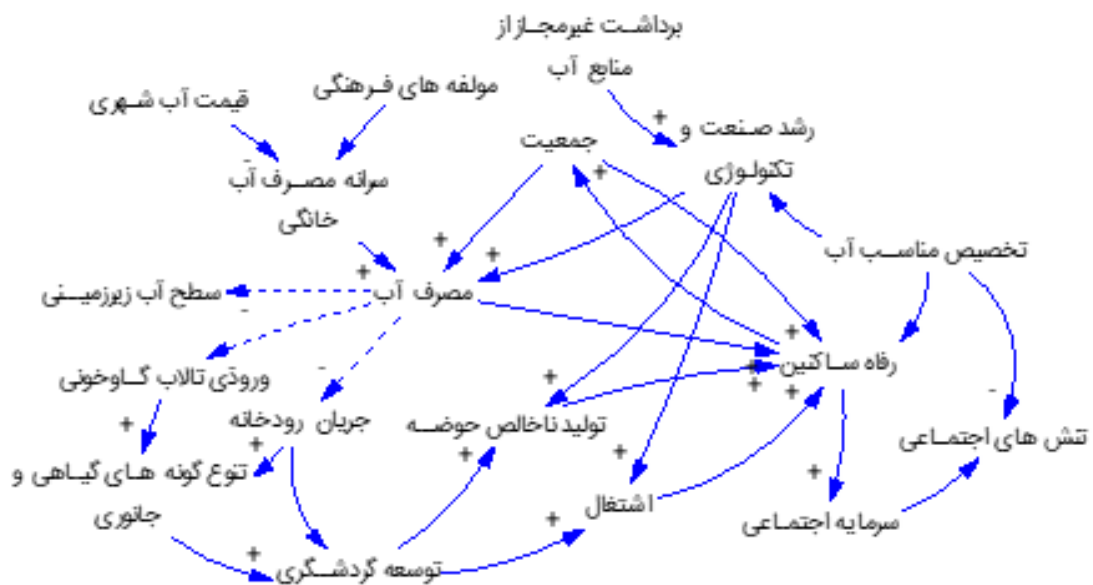 برداشت غیرمجاز از
منابع آب
مولفه های فرهنگی
قیمت آب شهری
رشد صنعت و
تکنولوژی
جمعیت
سرانه مصرف آب
خانگی
تخصیص مناسب آب
مصرف آب
سطح آب زیرزمینی
رفاه ساکنین
ورودی تالاب گاوخونی
جریان رودخانه
تولید ناخالص حوضه
تنش های اجتماعی
تنوع گونه های گیاهی و
جانوری
اشتغال
سرمایه اجتماعی
توسعه گردشگری